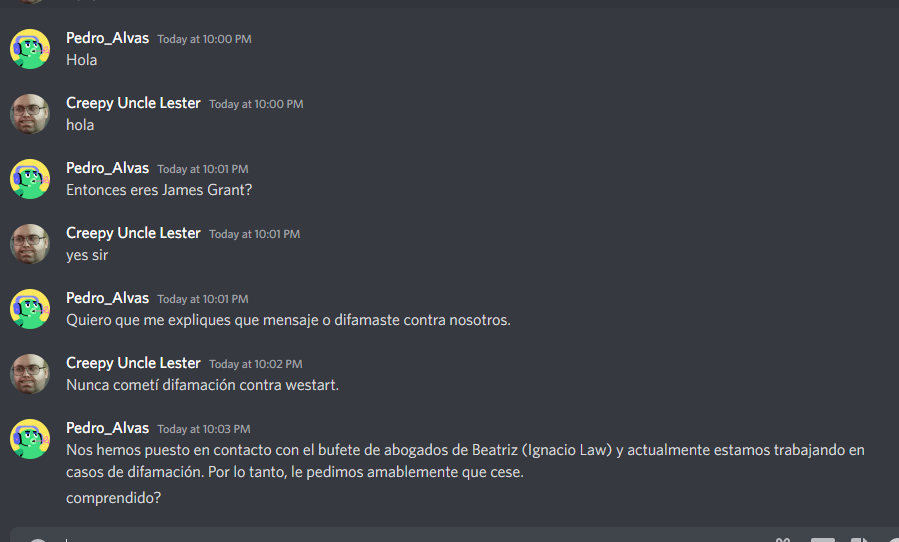 Pedro_Alvas Today at 10:00 PM
Hola
Creepy Uncle Lester Today at 10:00 PM
hola
Pedro_Alvas Today at 10:01 PM
Entonces eres James Grant?
Creepy Uncle Lester Today at 10:01 PM
yes sir
Pedro_Alvas Today at 10:01 PM
Quiero que me expliques que mensaje o difamaste contra nosotros.
Creepy Uncle Lester Today at 10:02 PM
Nunca cometí difamación contra westart.
Pedro_Alvas Today at 10:03 PM
Nos hemos puesto en contacto con el bufete de abogados de Beatriz (Ignacio Law) y actualmente estamos trabajando en
casos de difamación. Por lo tanto, le pedimos amablemente que cese.
comprendido?